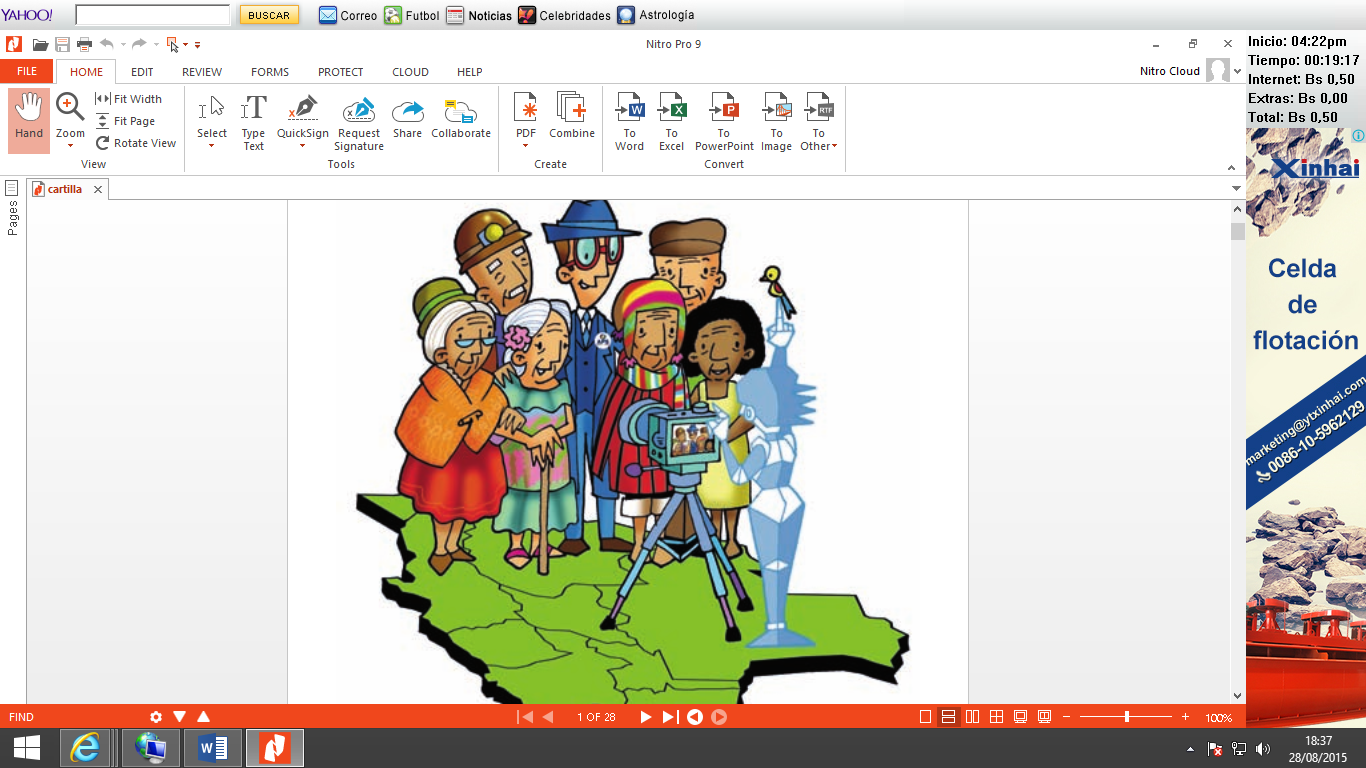 YAHOO! BUSCAR Correo Futbol Noticias Celebridades Astrología
Nitro Pro 9
Inicio: 04:22pm
Tiempo: 00:19:17
Internet: Bs 0,50
Extras: Bs 0,00
Total: Bs 0,50
FILE HOME EDIT REVIEW FORMS PROTECT CLOUD HELP Nitro Cloud
Hand
Zoom
Fit Width
Fit Page
Rotate View
View
Select
Type
Text
QuickSign
Request
Signature
Share
Collaborate
Tools
PDF
Combine
Create
To
Word
To
Excel
To
PowerPoint
To
Image
To
Other
Convert
W X P RTF
Pages
cartilla
Xinhai
Celda
de
flotación
marketing@ytxinhai.com
0086-10-5962129
FIND 1 OF 28 100%
18:37
28/08/2015